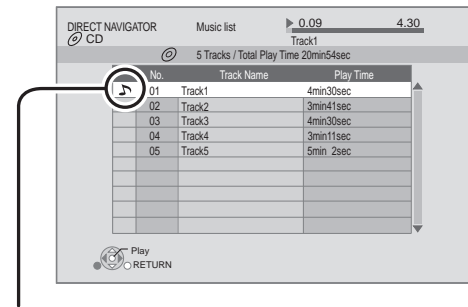 DIRECT NAVIGATOR Music list 0.09 4.30
CD Track1
5 Tracks / Total Play Time 20min54sec
No. Track Name Play Time
01 Track1 4min30sec
02 Track2 3min41sec
03 Track3 4min30sec
04 Track4 3min11sec
05 Track5 5min 2sec
Play
RETURN